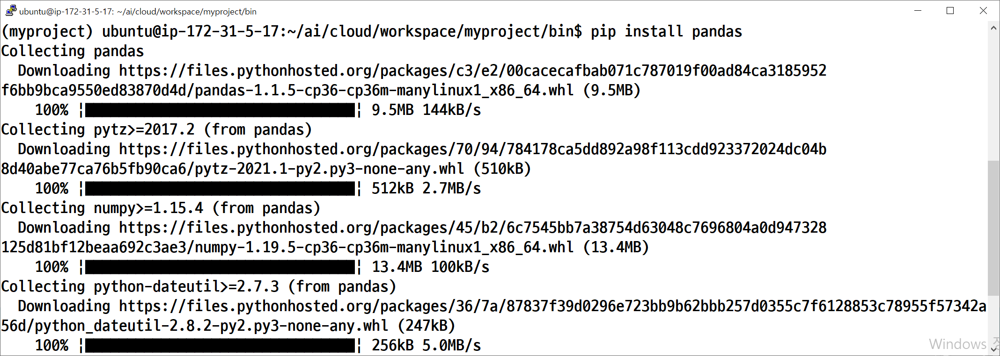 ubuntu@ip-172-31-5-17: ~/ai/cloud/workspace/myproject/bin
(myproject) ubuntu@ip-172-31-5-17:~/ai/cloud/workspace/myproject/bin$ pip install pandas
Collecting pandas
  Downloading https://files.pythonhosted.org/packages/c3/e2/00cacecafbab071c787019f00ad84ca3185952
f6bb9bca9550ed83870d4d/pandas-1.1.5-cp36-cp36m-manylinux1_x86_64.whl (9.5MB)
    100% |████████████████████████████████| 9.5MB 144kB/s
Collecting pytz>=2017.2 (from pandas)
  Downloading https://files.pythonhosted.org/packages/70/94/784178ca5dd892a98f113cdd923372024dc04b
8d40abe77ca76b5fb90ca6/pytz-2021.1-py2.py3-none-any.whl (510kB)
    100% |████████████████████████████████| 512kB 2.7MB/s
Collecting numpy>=1.15.4 (from pandas)
  Downloading https://files.pythonhosted.org/packages/45/b2/6c7545bb7a38754d63048c7696804a0d947328
125d81bf12beaa692c3ae3/numpy-1.19.5-cp36-cp36m-manylinux1_x86_64.whl (13.4MB)
    100% |████████████████████████████████| 13.4MB 100kB/s
Collecting python-dateutil>=2.7.3 (from pandas)
  Downloading https://files.pythonhosted.org/packages/36/7a/87837f39d0296e723bb9b62bbb257d0355c7f6128853c78955f57342a
56d/python_dateutil-2.8.2-py2.py3-none-any.whl (247kB)
    100% |████████████████████████████████| 256kB 5.0MB/s
Windows